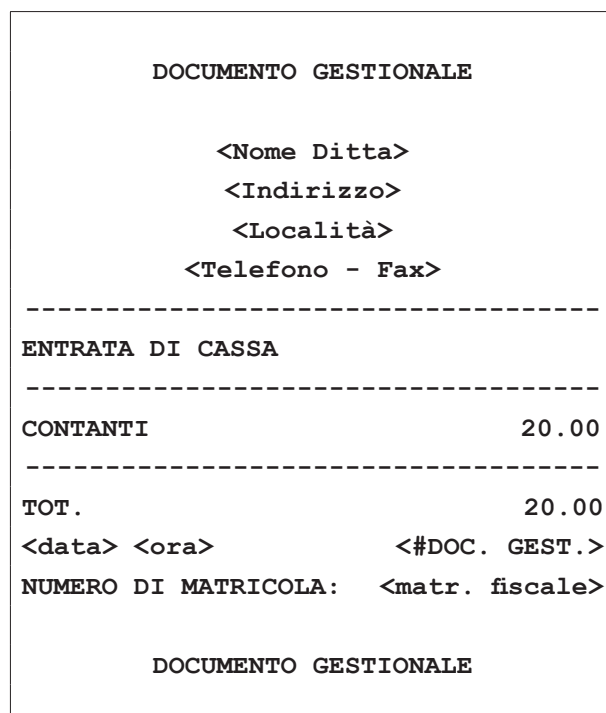 DOCUMENTO GESTIONALE
<Nome Ditta>
<Indirizzo>
<Località>
<Telefono - Fax>
------------------------------------
ENTRATA DI CASSA
------------------------------------
CONTANTI 20.00
------------------------------------
TOT. 20.00
<data> <ora> <#DOC. GEST.>
NUMERO DI MATRICOLA: <matr. fiscale>
DOCUMENTO GESTIONALE